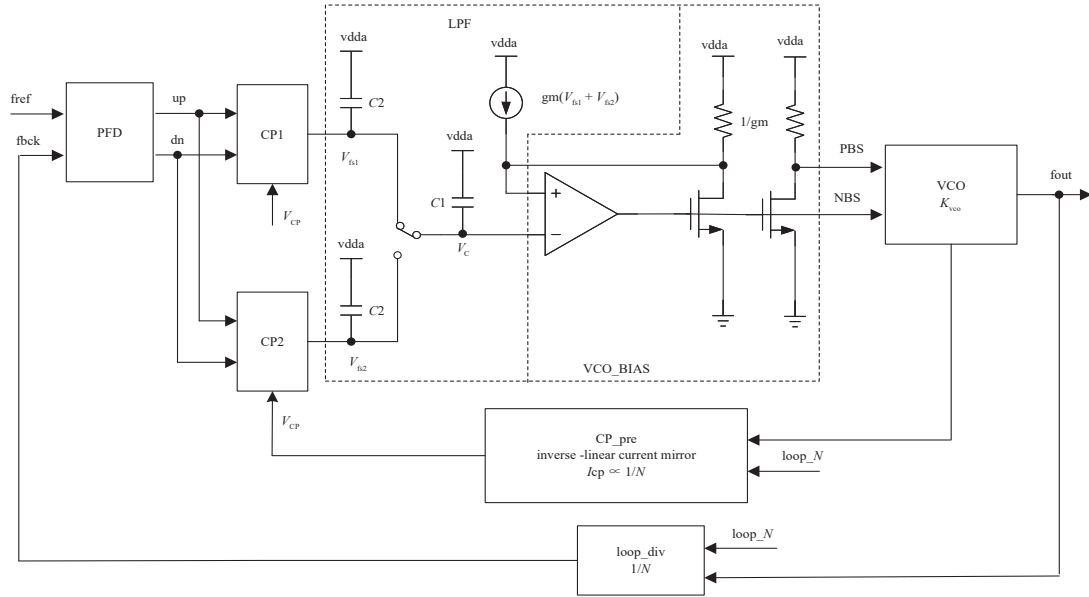 LPF
vdda
vdda
vdda
vdda
fref
fbck
PFD
up
dn
CP1
C2
gm(Vfs1 + Vfs2)
1/gm
Vfs1
vdda
C1
VC
VCP
+
−
PBS
NBS
VCO
Kvco
fout
vdda
C2
CP2
Vfs2
VCO_BIAS
VCP
CP_pre
inverse -linear current mirror
Icp ∝ 1/N
loop_N
loop_div
1/N
loop_N